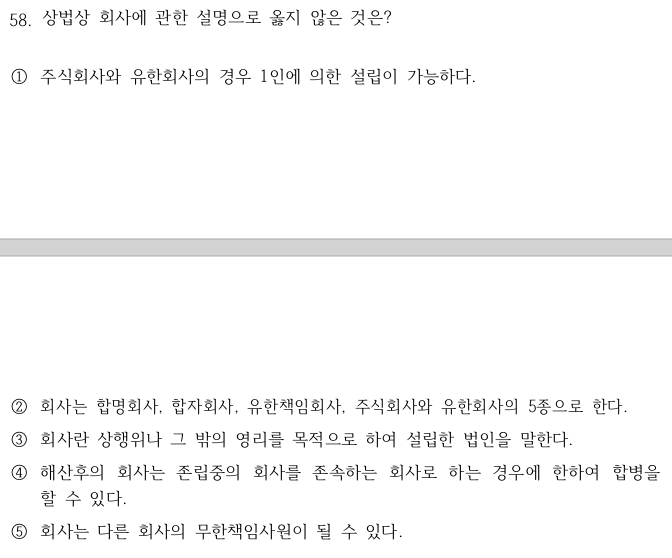 58. 상법상 회사에 관한 설명으로 옳지 않은 것은?
① 주식회사와 유한회사의 경우 1인에 의한 설립이 가능하다.
② 회사는 합명회사, 합자회사, 유한책임회사, 주식회사와 유한회사의 5종으로 한다.
③ 회사란 상행위나 그 밖의 영리를 목적으로 하여 설립한 법인을 말한다.
④ 해산후의 회사는 존립중의 회사를 존속하는 회사로 하는 경우에 한하여 합병을
할 수 있다.
⑤ 회사는 다른 회사의 무한책임사원이 될 수 있다.